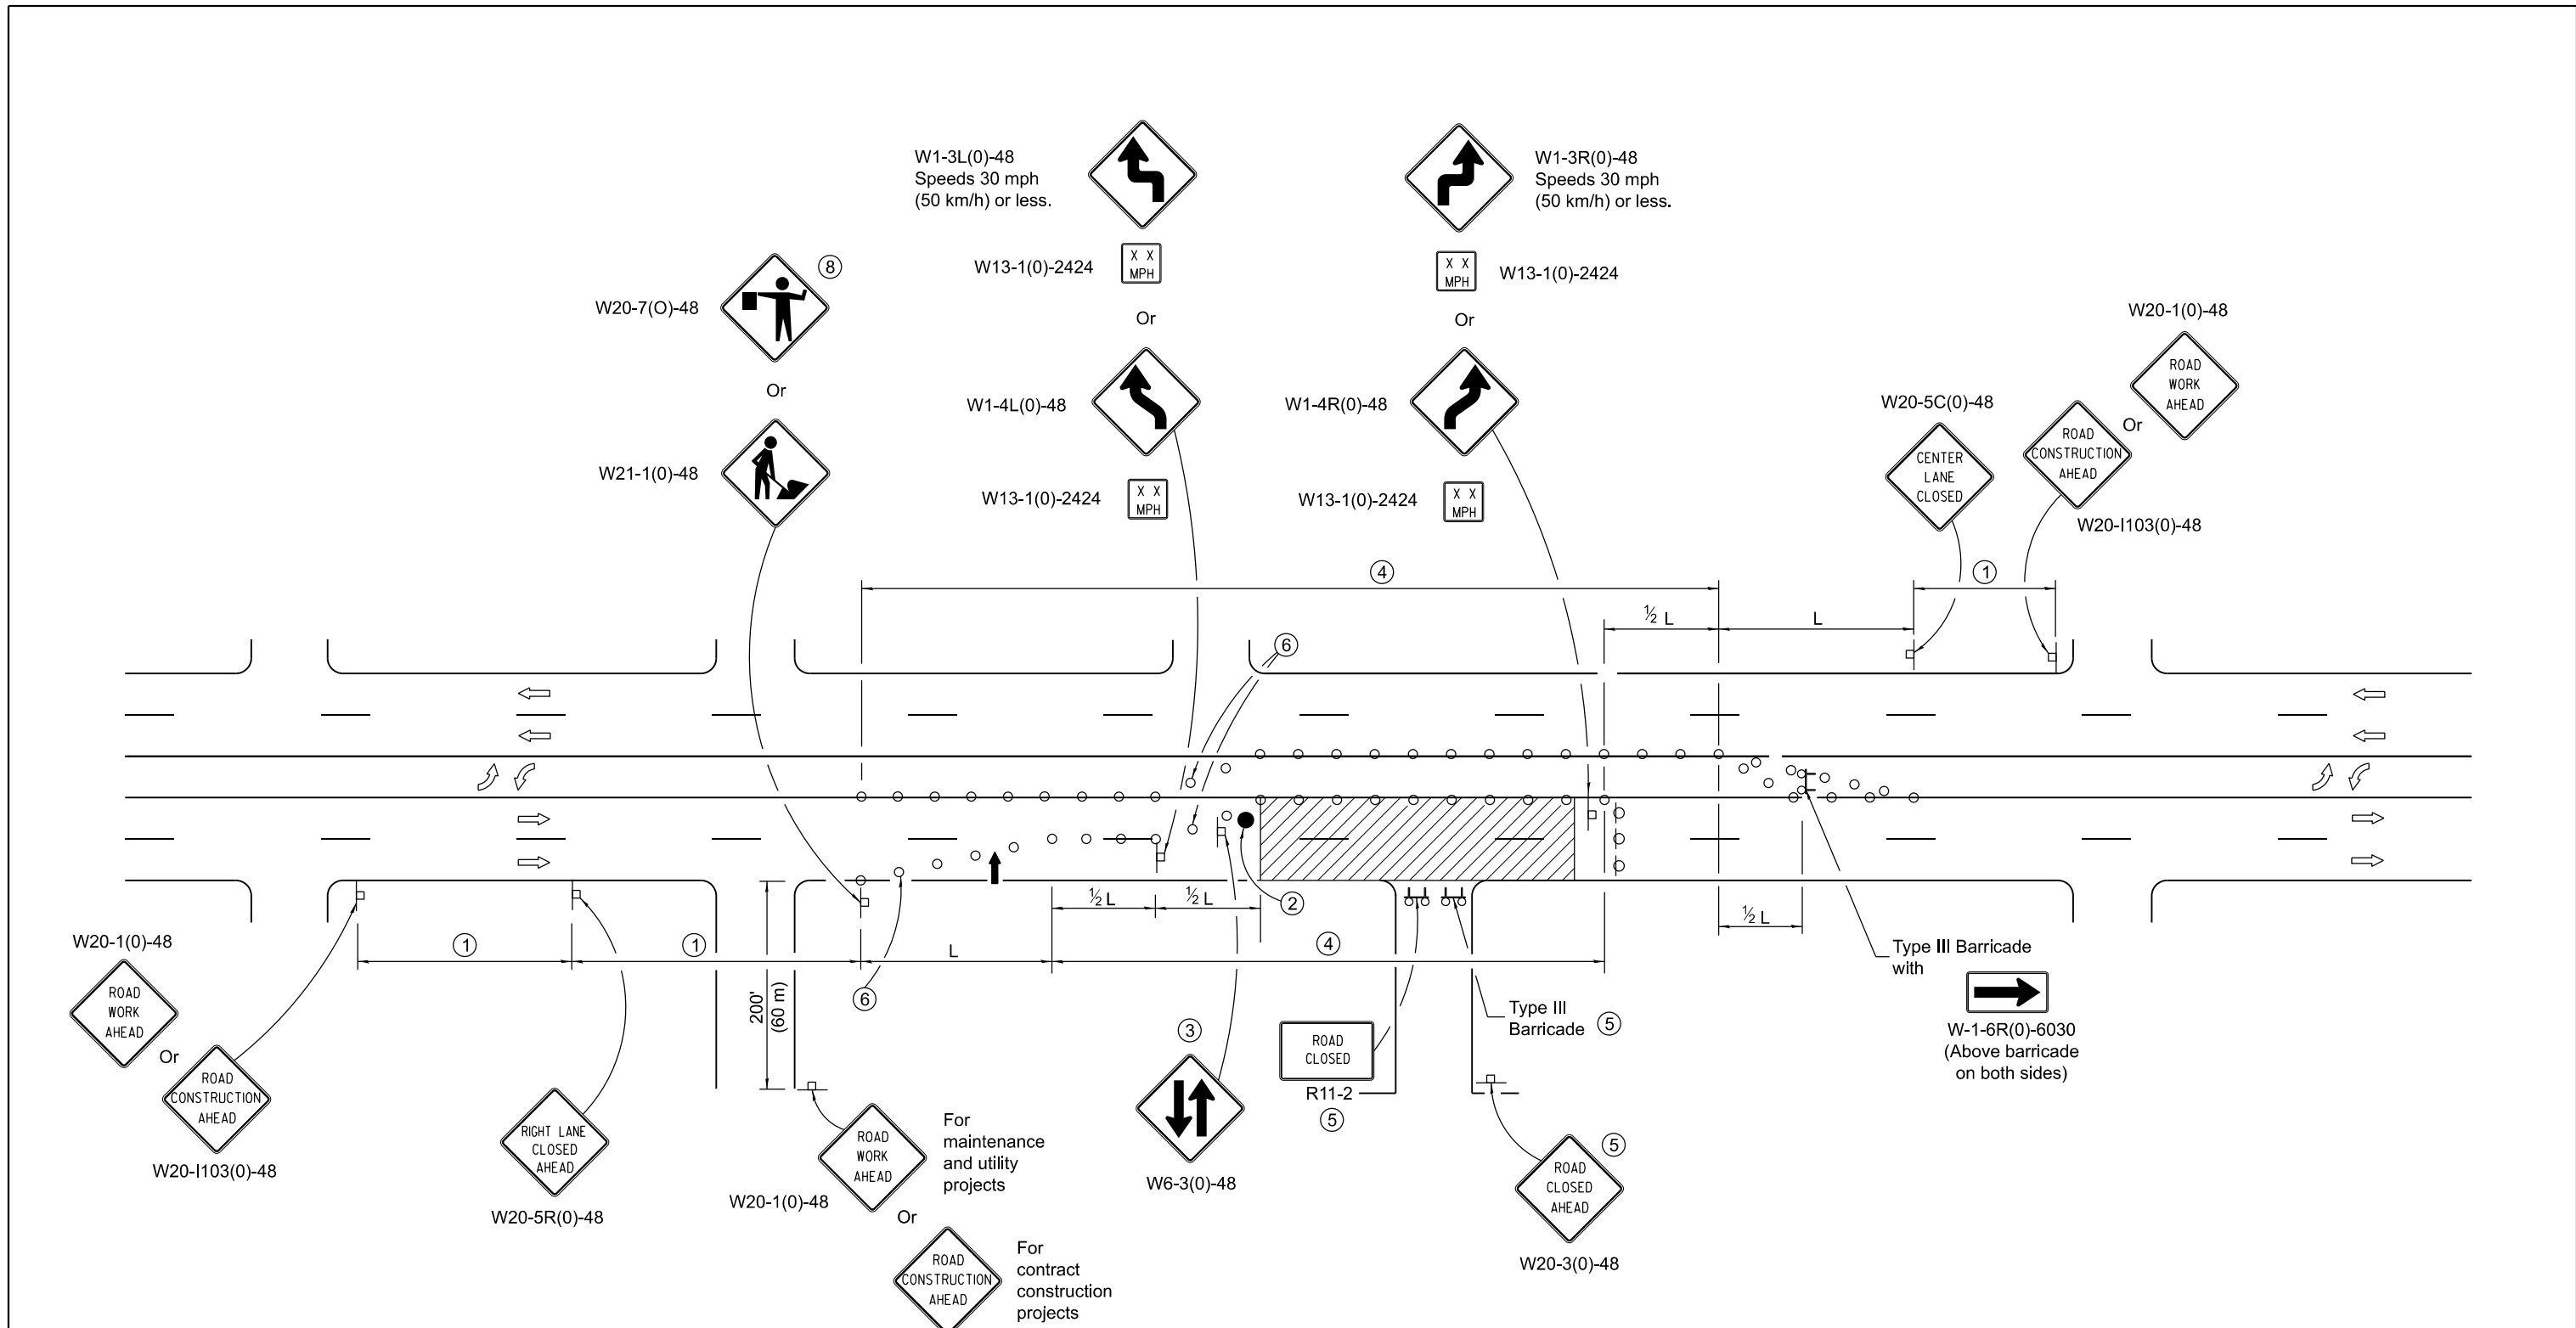 W1-3L(0)-48
Speeds 30 mph
(50 km/h) or less.
W1-3R(0)-48
Speeds 30 mph
(50 km/h) or less.
8
W13-1(0)-2424
X X
MPH
X X
MPH
W13-1(0)-2424
W20-7(O)-48
Or
Or
W20-1(0)-48
ROAD
WORK
AHEAD
Or
W1-4L(0)-48
W1-4R(0)-48
W20-5C(0)-48
Or
CENTER
LANE
CLOSED
ROAD
CONSTRUCTION
AHEAD
W20-I103(0)-48
W21-1(0)-48
W13-1(0)-2424
X X
MPH
W13-1(0)-2424
X X
MPH
4
1
½ L
L
6
½ L
½ L
2
½ L
1
1
L
4
6
200'
(60 m)
W20-1(0)-48
ROAD
WORK
AHEAD
Or
ROAD
CONSTRUCTION
AHEAD
W20-I103(0)-48
RIGHT LANE
CLOSED
AHEAD
W20-5R(0)-48
ROAD
WORK
AHEAD
W20-1(0)-48
For
maintenance
and utility
projects
Or
ROAD
CONSTRUCTION
AHEAD
For
contract
construction
projects
3
W6-3(0)-48
ROAD
CLOSED
R11-2
5
Type III
Barricade
5
5
ROAD
CLOSED
AHEAD
W20-3(0)-48
Type III Barricade
with
W-1-6R(0)-6030
(Above barricade
on both sides)